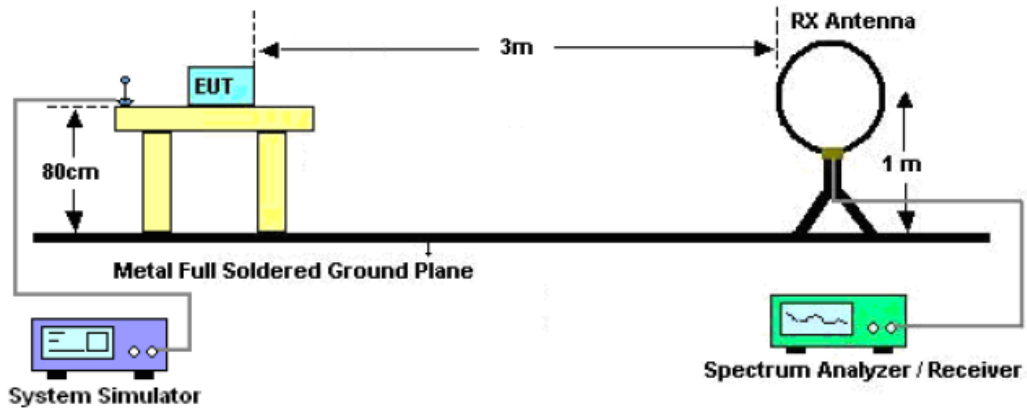 RX Antenna
3m
EUT
80cm
1 m
Metal Full Soldered Ground Plane
System Simulator
Spectrum Analyzer / Receiver